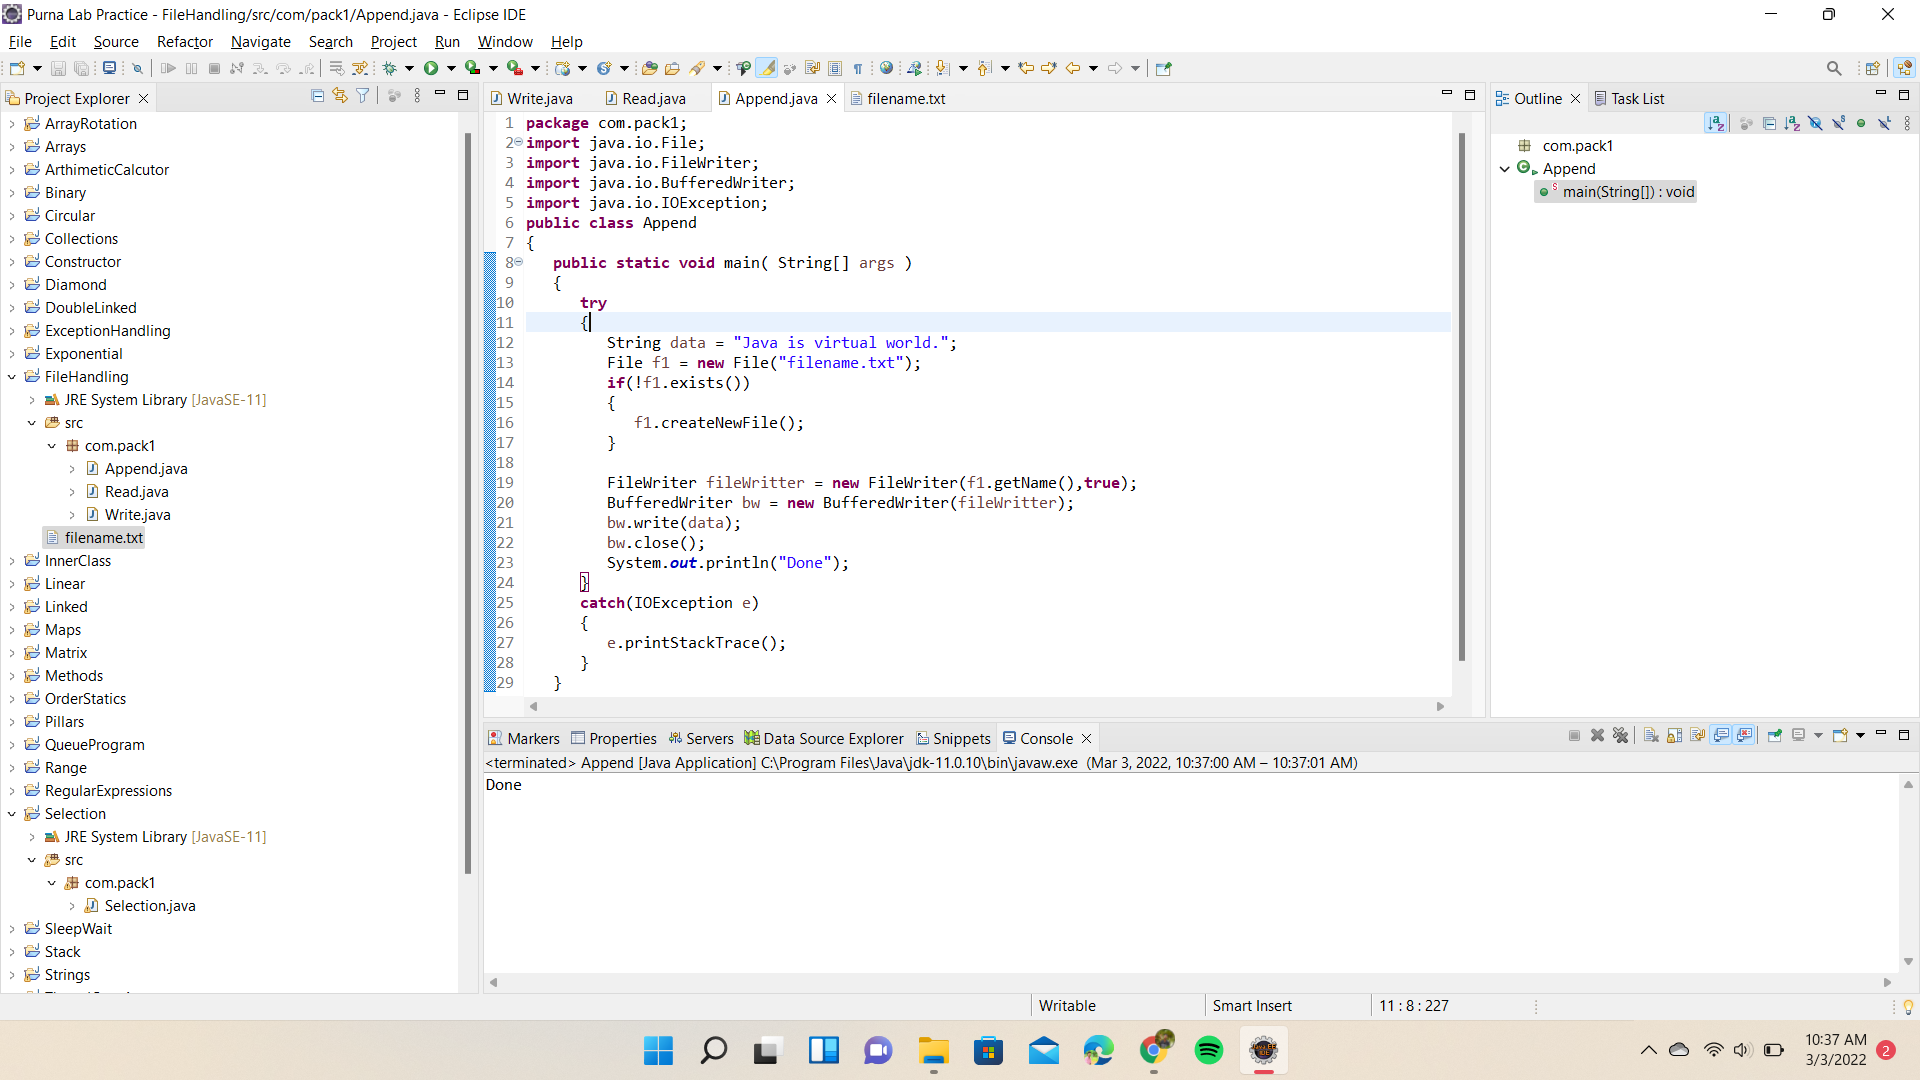 Purna Lab Practice - FileHandling/src/com/pack1/Append.java - Eclipse IDE
File Edit Source Refactor Navigate Search Project Run Window Help
Project Explorer
ArrayRotation
Arrays
ArthimeticCalcutor
Binary
Circular
Collections
Constructor
Diamond
DoubleLinked
ExceptionHandling
Exponential
FileHandling
JRE System Library [JavaSE-11]
src
com.pack1
Append.java
Read.java
Write.java
filename.txt
InnerClass
Linear
Linked
Maps
Matrix
Methods
OrderStatics
Pillars
QueueProgram
Range
RegularExpressions
Selection
JRE System Library [JavaSE-11]
src
com.pack1
Selection.java
SleepWait
Stack
Strings
Write.java Read.java Append.java filename.txt
1 package com.pack1;
2 import java.io.File;
3 import java.io.FileWriter;
4 import java.io.BufferedWriter;
5 import java.io.IOException;
6 public class Append
7 {
8 public static void main( String[] args )
9 {
10 try
11 {
12 String data = "Java is virtual world.";
13 File f1 = new File("filename.txt");
14 if(!f1.exists())
15 {
16 f1.createNewFile();
17 }
18
19 FileWriter fileWritter = new FileWriter(f1.getName(),true);
20 BufferedWriter bw = new BufferedWriter(fileWritter);
21 bw.write(data);
22 bw.close();
23 System.out.println("Done");
24 }
25 catch(IOException e)
26 {
27 e.printStackTrace();
28 }
29 }
Outline Task List
com.pack1
Append
main(String[]) : void
Markers Properties Servers Data Source Explorer Snippets Console
<terminated> Append [Java Application] C:\Program Files\Java\jdk-11.0.10\bin\javaw.exe (Mar 3, 2022, 10:37:00 AM – 10:37:01 AM)
Done
Writable Smart Insert 11 : 8 : 227
10:37 AM
3/3/2022
2